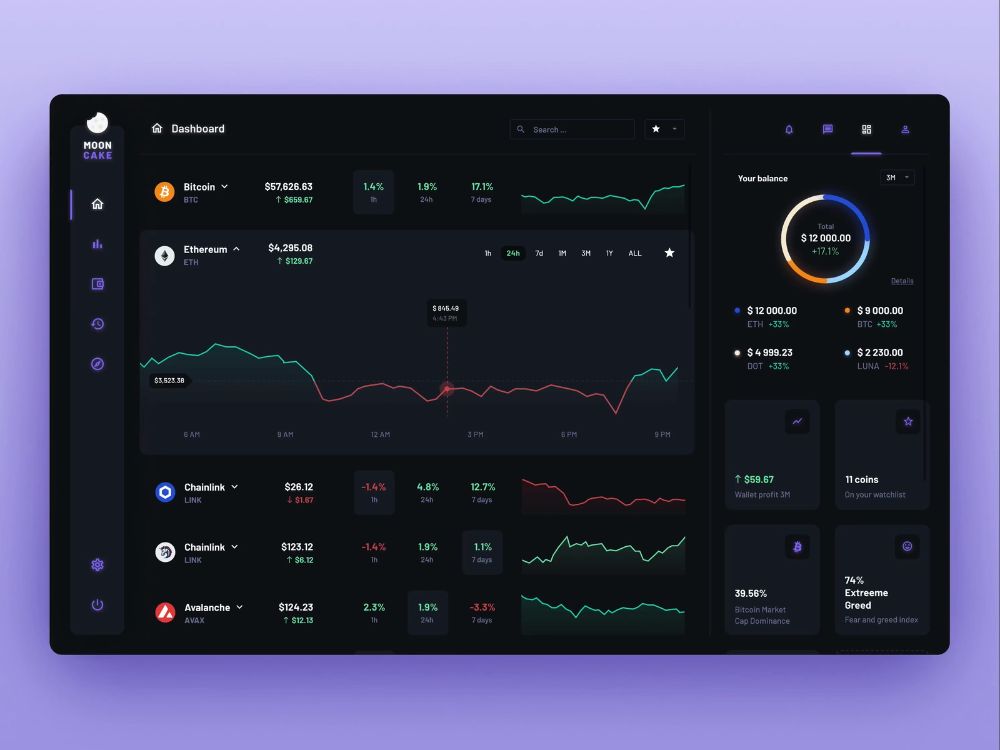 MOON
CAKE
Dashboard
Search ...
Bitcoin
BTC
$57,626.63
↑ $659.67
1.4%
1h
1.9%
24h
17.1%
7 days
Ethereum
ETH
$4,295.08
↑ $129.67
1h 24h 7d 1M 3M 1Y ALL
$ 845.49
4:43 PM
$3,523.38
6 AM 9 AM 12 AM 3 PM 6 PM 9 PM
Chainlink
LINK
$26.12
↓ $1.67
-1.4%
1h
4.8%
24h
12.7%
7 days
Chainlink
LINK
$123.12
↑ $6.12
-1.4%
1h
1.9%
24h
1.1%
7 days
Avalanche
AVAX
$124.23
↑ $12.13
2.3%
1h
1.9%
24h
-3.3%
7 days
Your balance
3M
Total
$ 12 000.00
+17.1%
Details
$ 12 000.00
ETH +33%
$ 9 000.00
BTC +33%
$ 4 999.23
DOT +33%
$ 2 230.00
LUNA -12.1%
↑ $59.67
Wallet profit 3M
11 coins
On your watchlist
39.56%
Bitcoin Market
Cap Dominance
74%
Extreeme
Greed
Fear and greed index